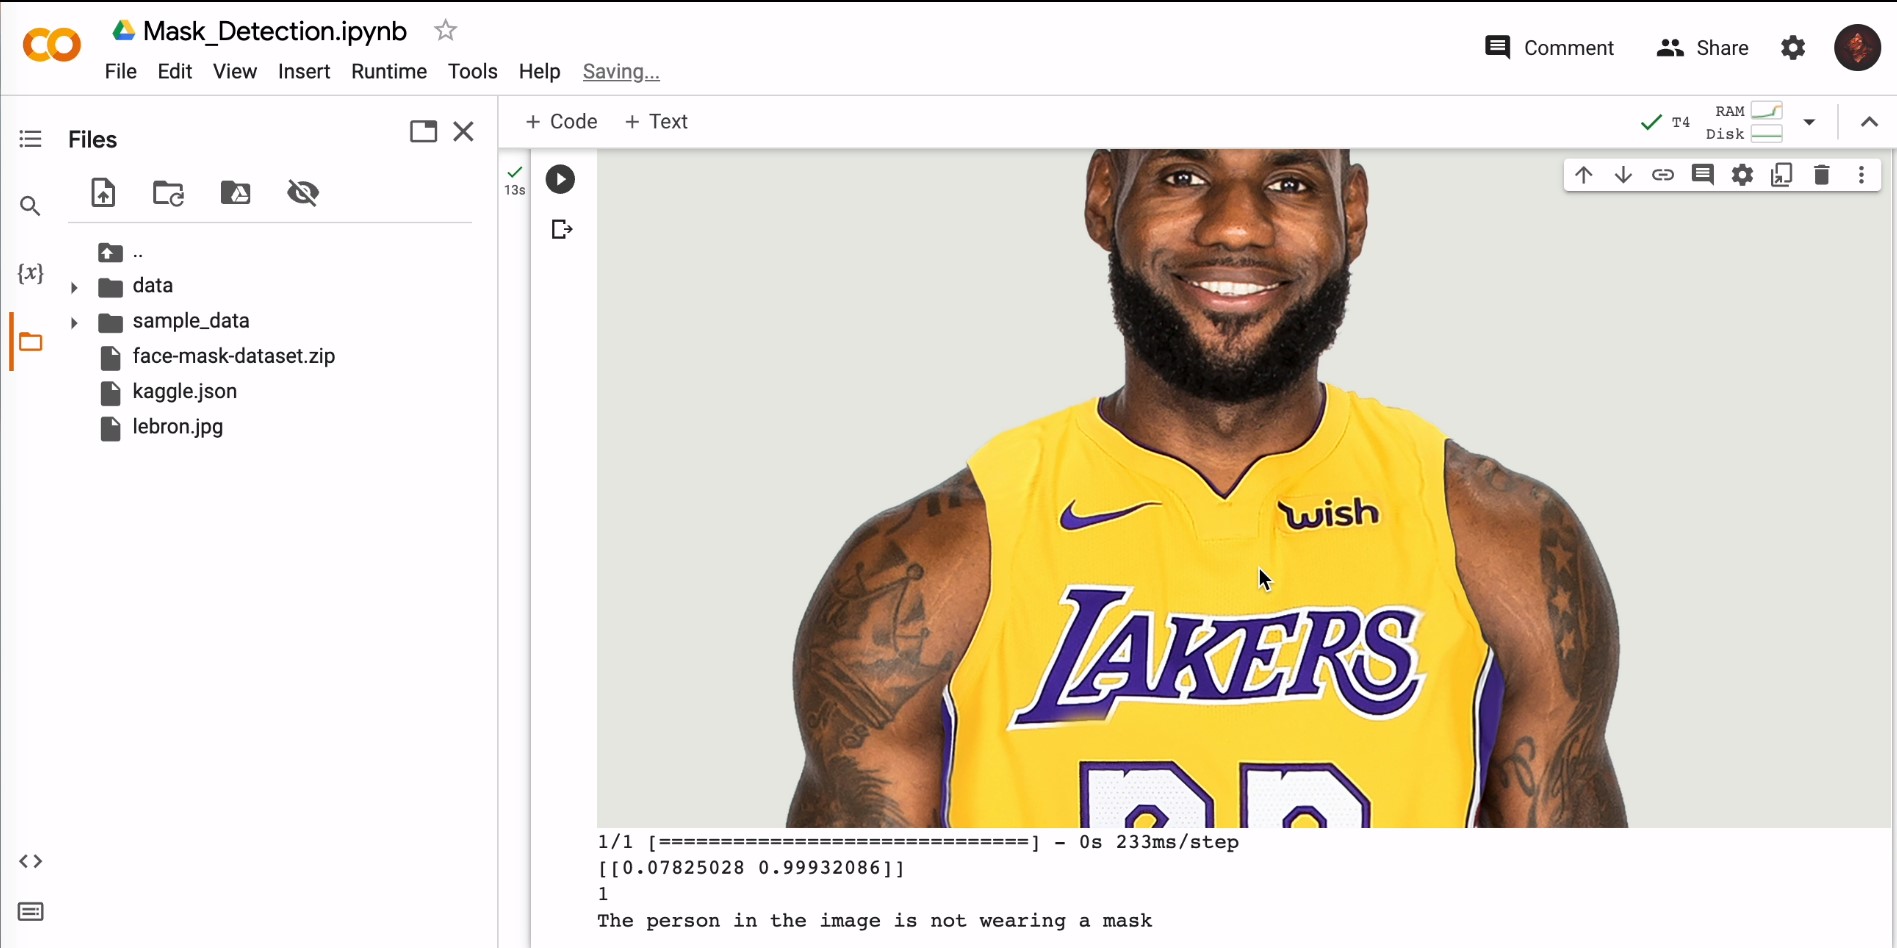 Mask_Detection.ipynb
File Edit View Insert Runtime Tools Help Saving...
Comment Share
Files
+ Code + Text
T4 RAM
Disk
13s
{x}
..
data
sample_data
face-mask-dataset.zip
kaggle.json
lebron.jpg
wish
LAKERS
1/1 [==============================] - 0s 233ms/step
[[0.07825028 0.99932086]]
1
The person in the image is not wearing a mask